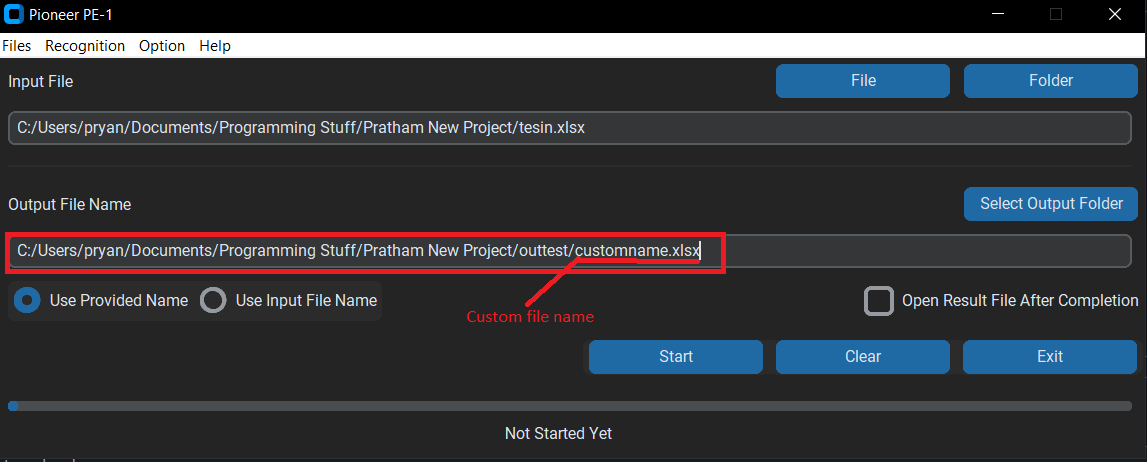 Pioneer PE-1
Files Recognition Option Help
Input File File Folder
C:/Users/pryan/Documents/Programming Stuff/Pratham New Project/tesin.xlsx
Output File Name Select Output Folder
C:/Users/pryan/Documents/Programming Stuff/Pratham New Project/outtest/customname.xlsx
Use Provided Name Use Input File Name Open Result File After Completion
Custom file name
Start Clear Exit
Not Started Yet